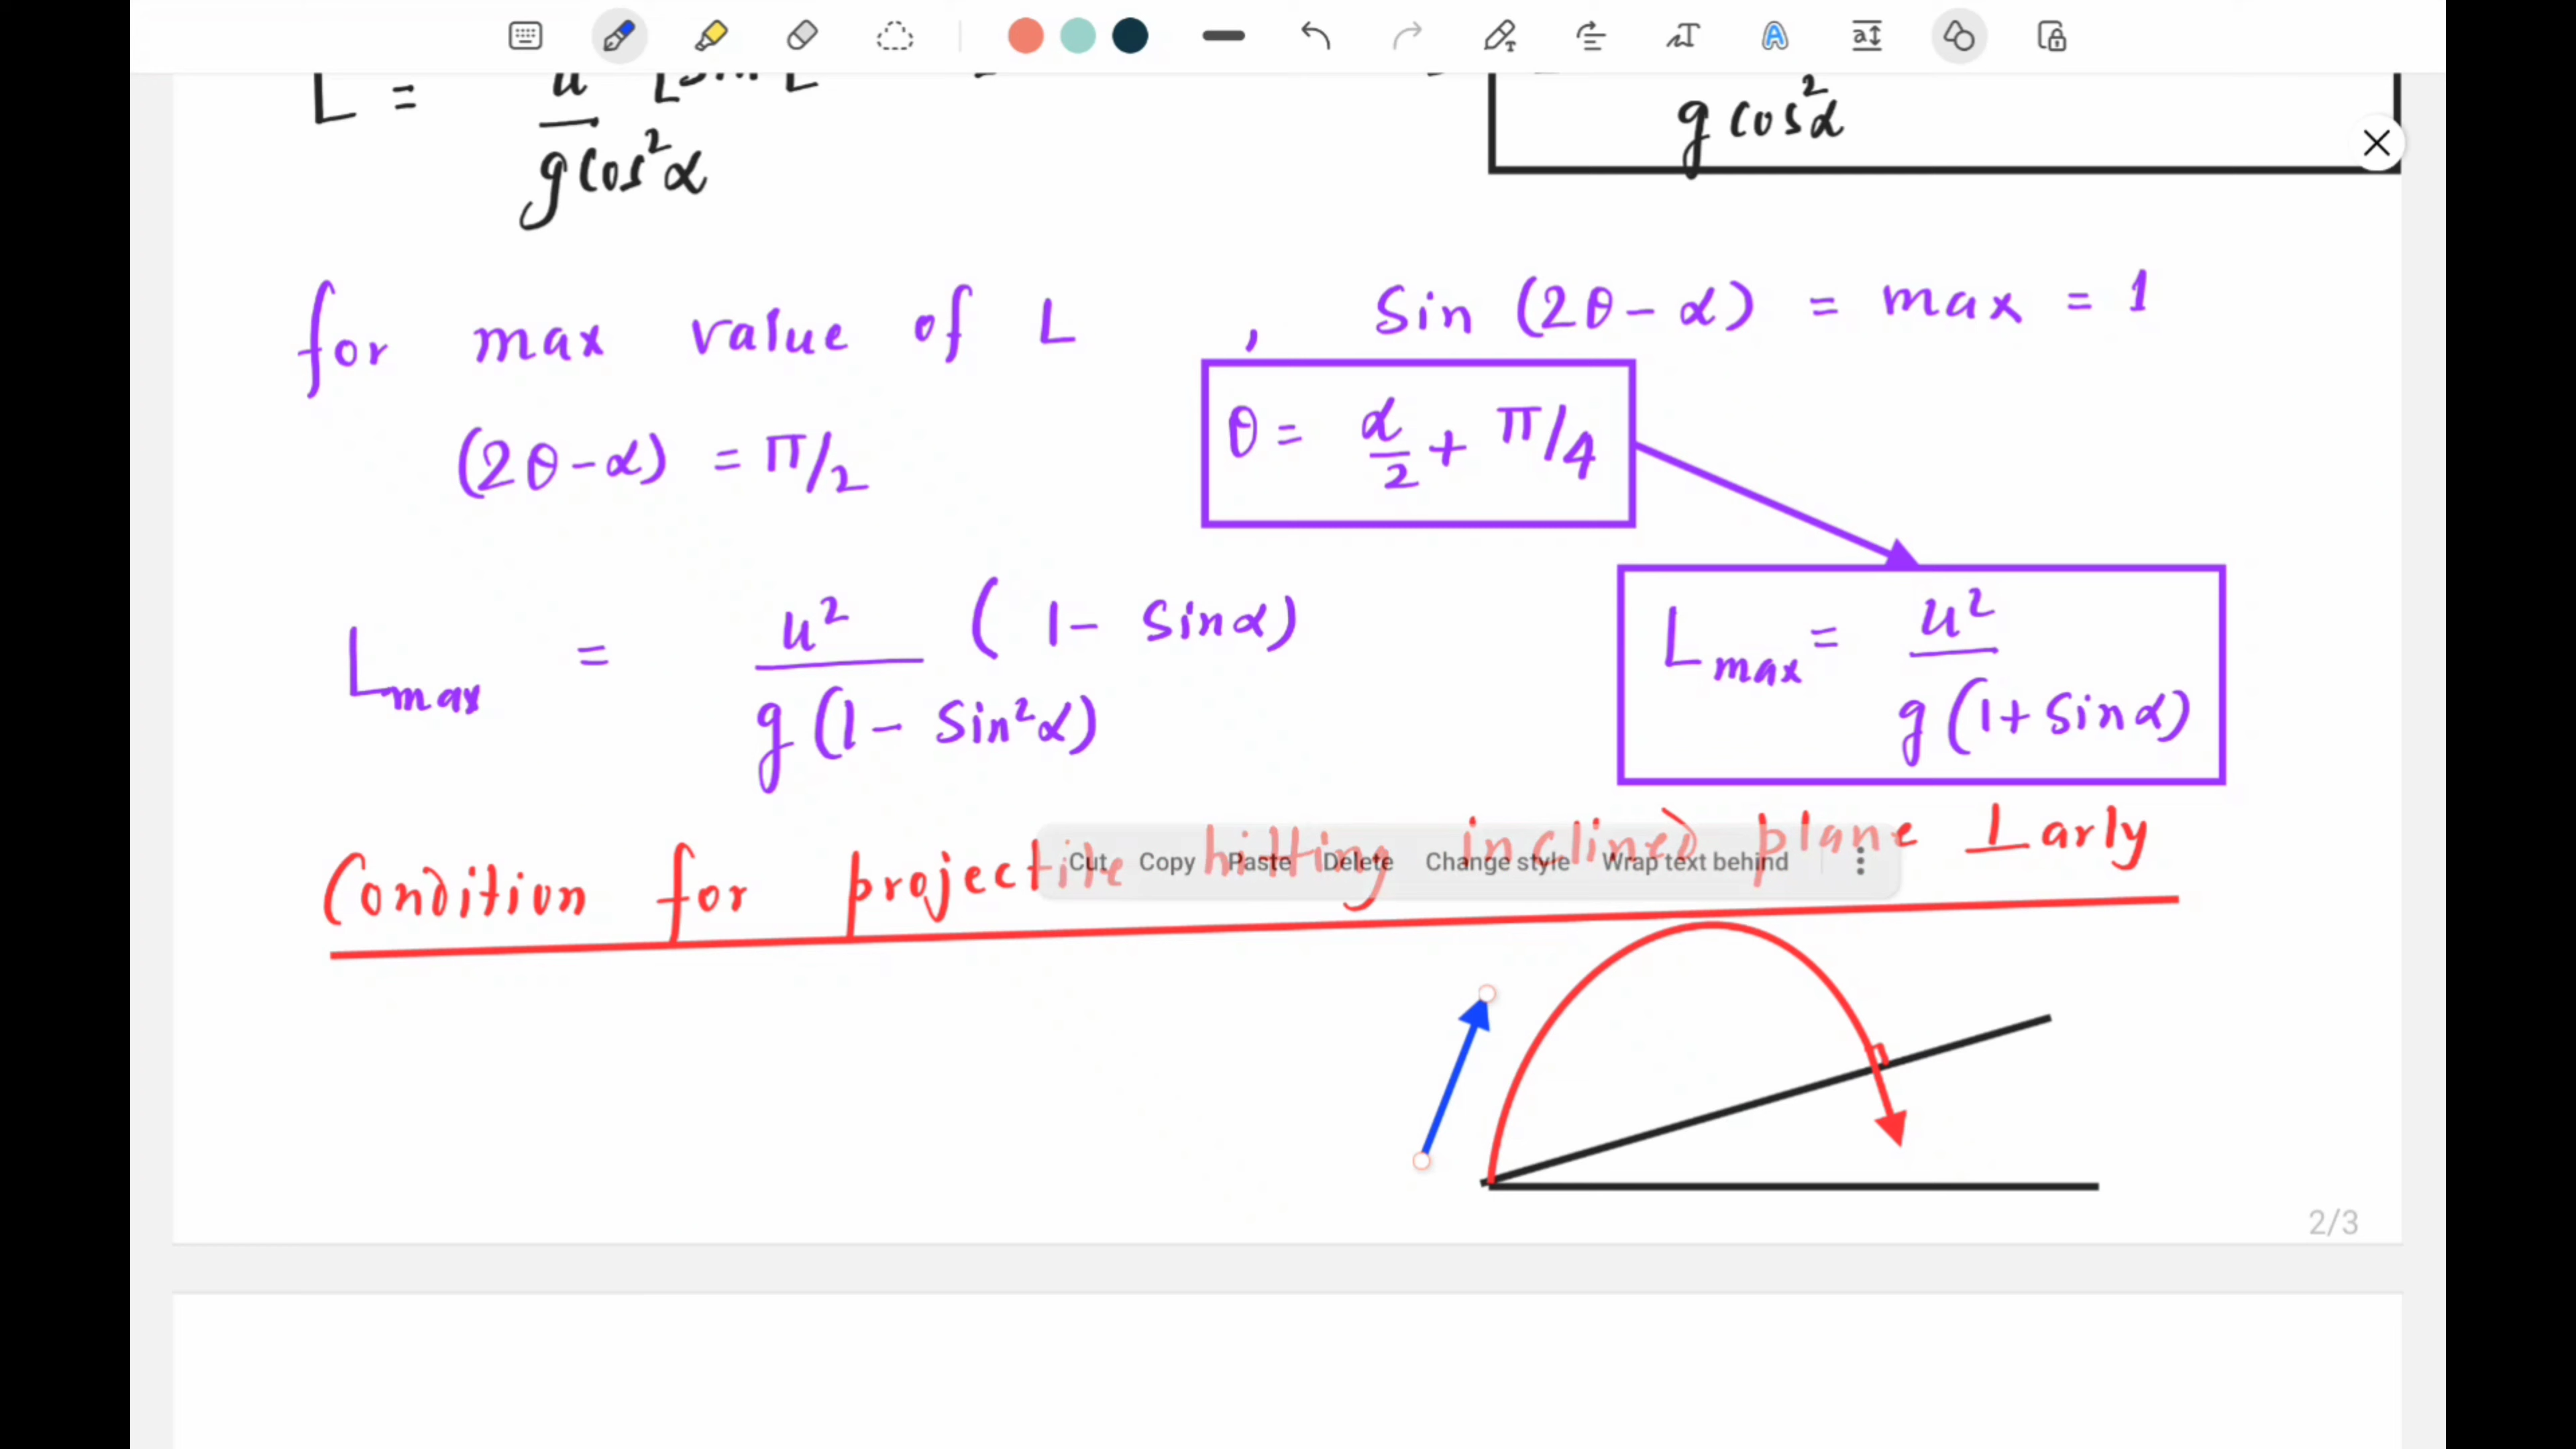 L = u
g cos²α
g cos²α
for max value of L , Sin (2θ - α) = max = 1
(2θ-α) = π/2
θ = α/2 + π/4
Lmax = u² ( 1 - Sinα)
g (1 - Sin²α)
Lmax = u²
g (1 + Sinα)
Condition for projectile hitting inclined plane ⊥arly
Cut Copy Paste Delete Change style Wrap text behind
2/3